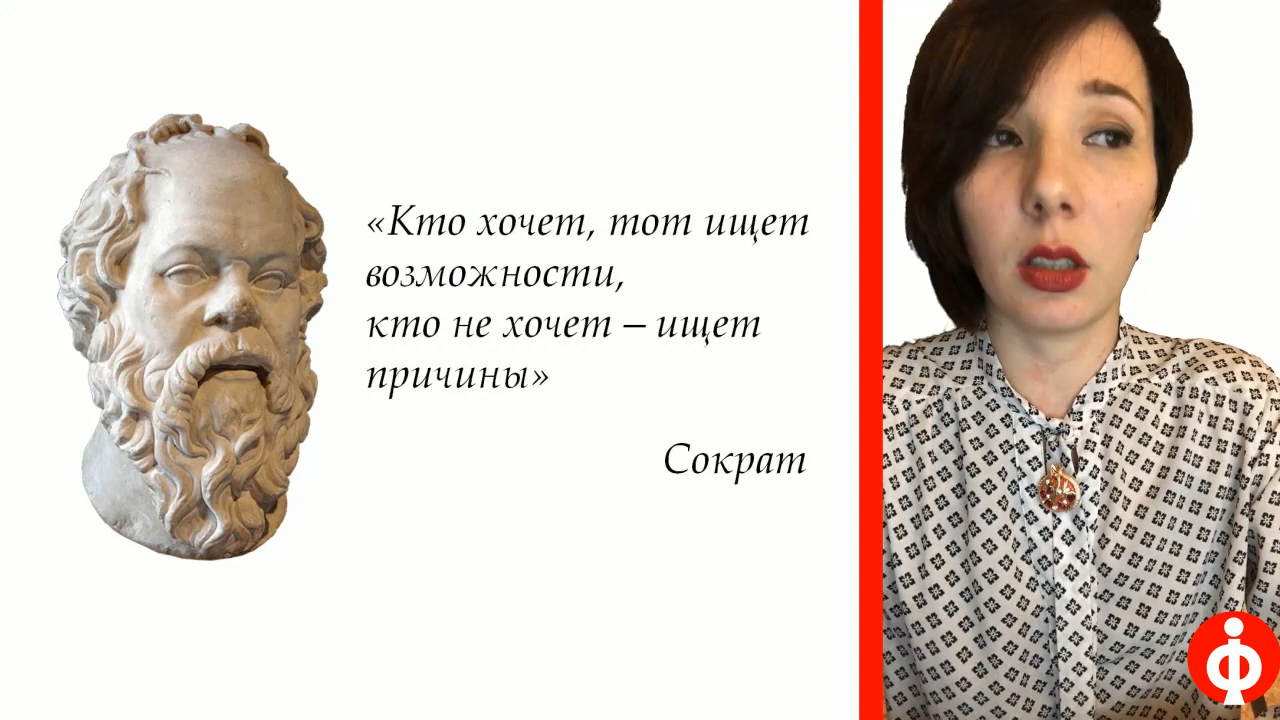 «Кто хочет, тот ищет
возможности,
кто не хочет – ищет
причины»
Сократ